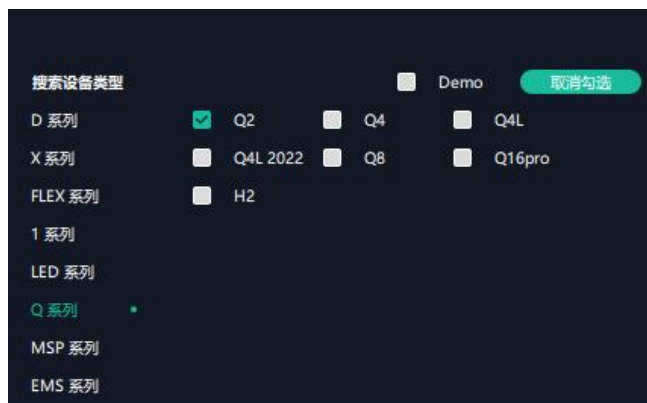 搜索设备类型 Demo 取消勾选
D 系列 Q2 Q4 Q4L
X 系列 Q4L 2022 Q8 Q16pro
FLEX 系列 H2
1 系列
LED 系列
Q 系列
MSP 系列
EMS 系列